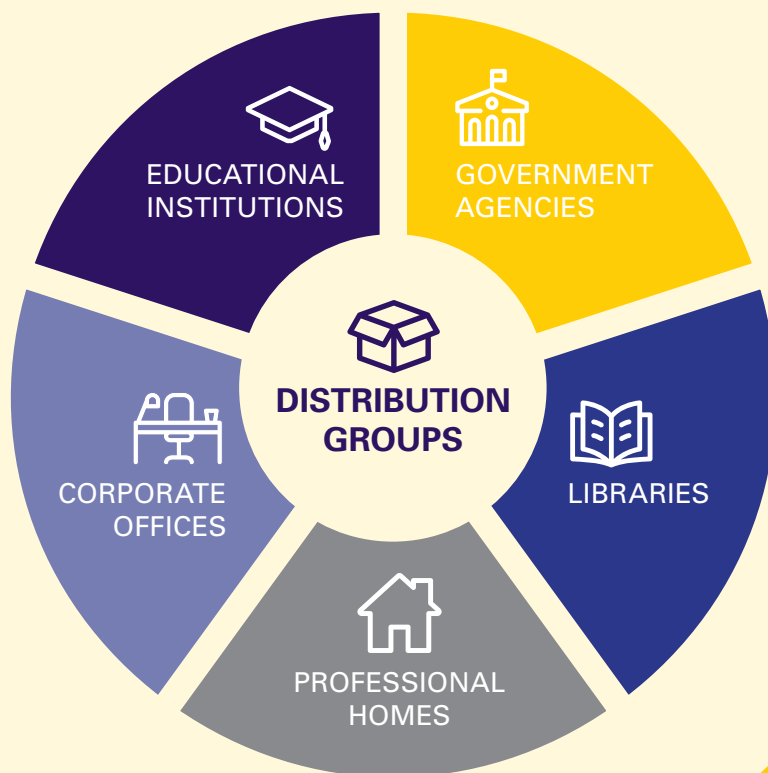 EDUCATIONAL
INSTITUTIONS
GOVERNMENT
AGENCIES
DISTRIBUTION
GROUPS
CORPORATE
OFFICES
LIBRARIES
PROFESSIONAL
HOMES